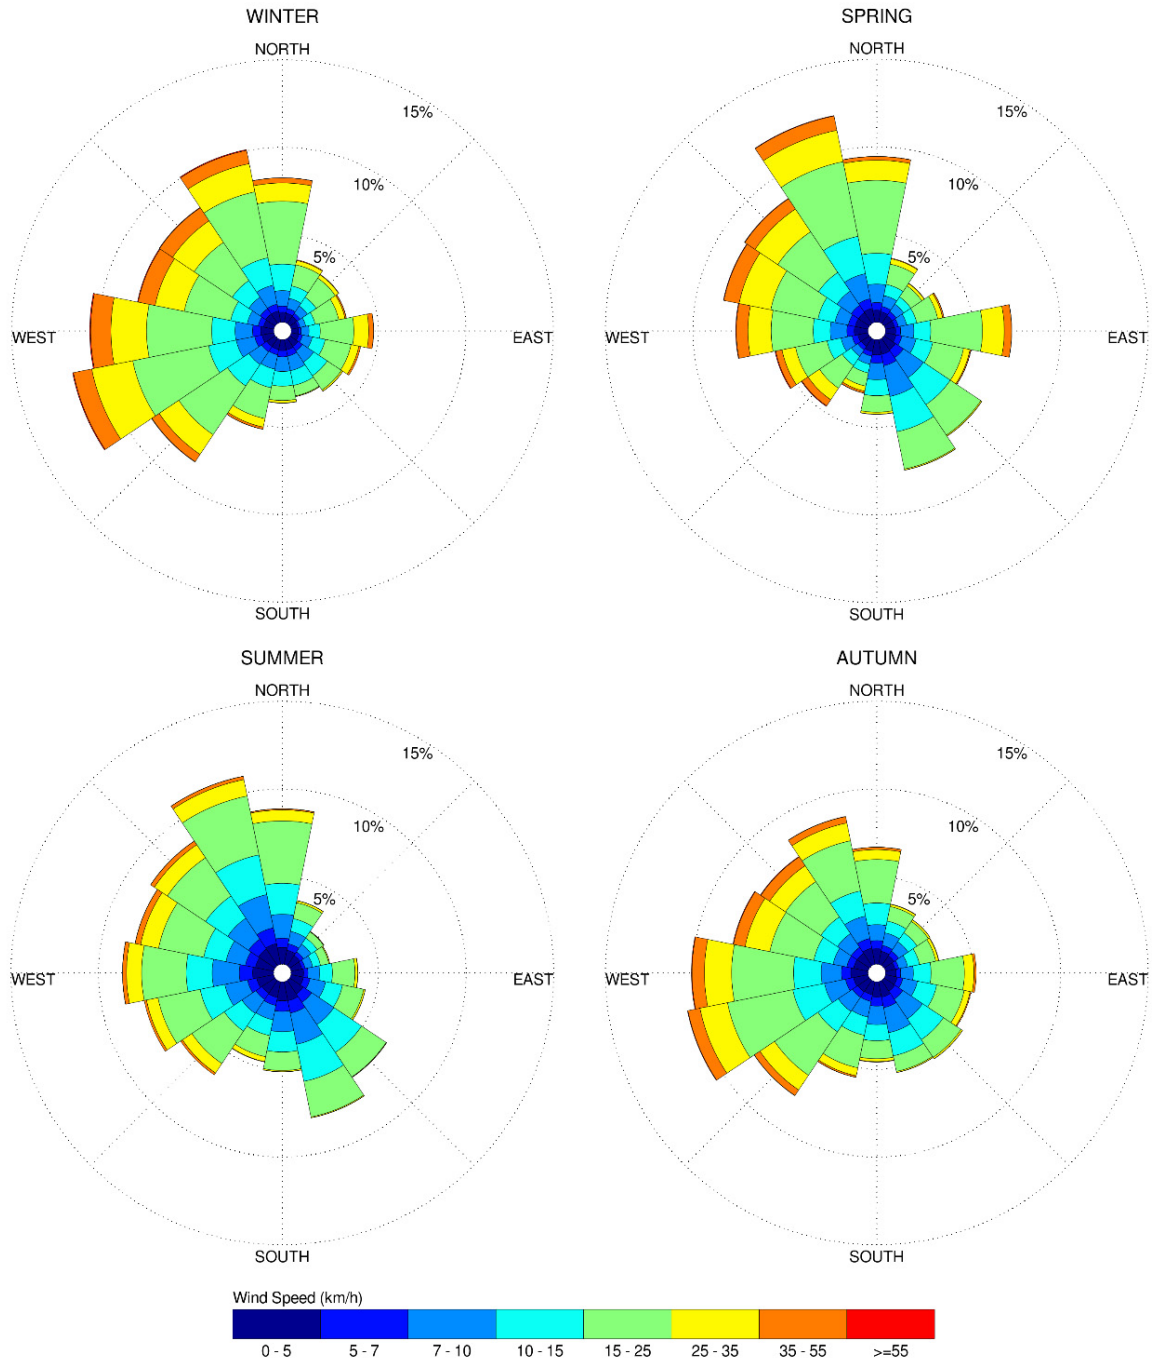 WINTER
SPRING
NORTH
NORTH
15%
15%
10%
10%
5%
5%
WEST
EAST
WEST
EAST
SOUTH
SOUTH
SUMMER
AUTUMN
NORTH
NORTH
15%
15%
10%
10%
5%
5%
WEST
EAST
WEST
EAST
SOUTH
SOUTH
Wind Speed (km/h)
0 - 5
5 - 7
7 - 10
10 - 15
15 - 25
25 - 35
35 - 55
>=55